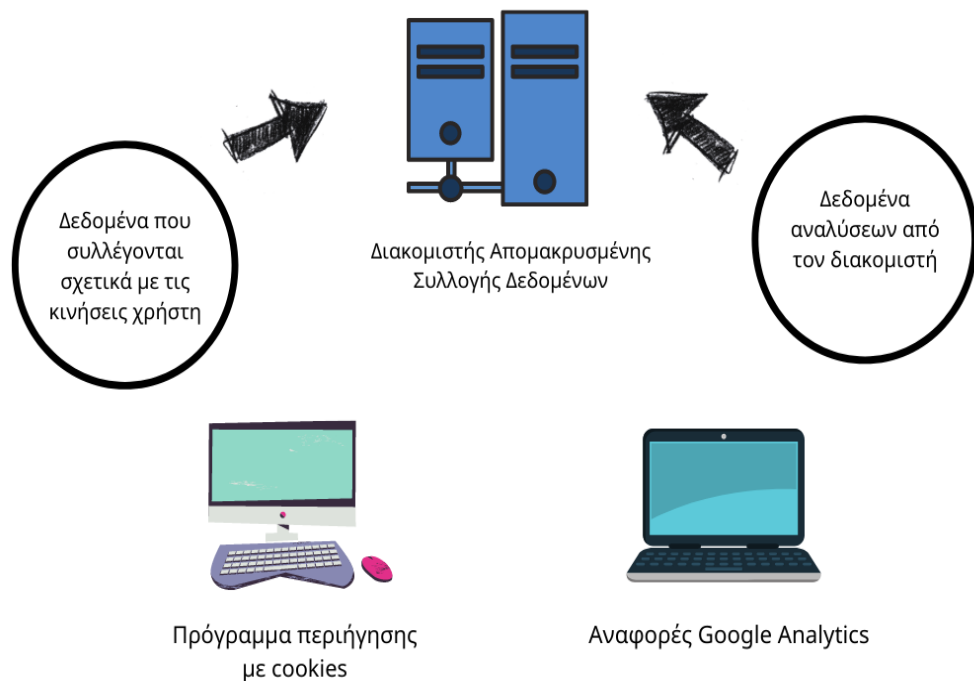 Δεδομένα που
συλλέγονται
σχετικά με τις
κινήσεις χρήστη
Διακομιστής Απομακρυσμένης
Συλλογής Δεδομένων
Δεδομένα
αναλύσεων από
τον διακομιστή
Πρόγραμμα περιήγησης
με cookies
Αναφορές Google Analytics